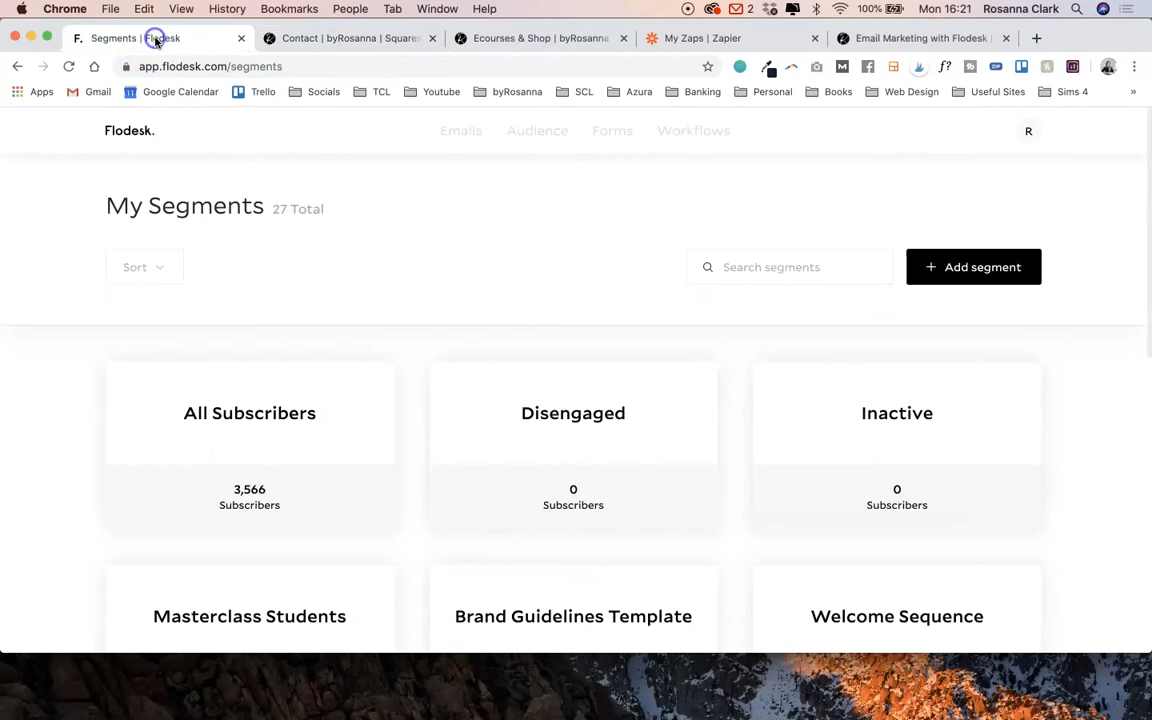 Chrome File Edit View History Bookmarks People Tab Window Help 2 100% Mon 16:21 Rosanna Clark
F. Segments | Flodesk Contact | byRosanna | Square Ecourses & Shop | byRosanna My Zaps | Zapier Email Marketing with Flodesk |
app.flodesk.com/segments f?
Apps Gmail Google Calendar Trello Socials TCL Youtube byRosanna SCL Azura Banking Personal Books Web Design Useful Sites Sims 4 »
Flodesk. Emails Audience Forms Workflows R
My Segments 27 Total
Sort Search segments + Add segment
All Subscribers Disengaged Inactive
3,566 0 0
Subscribers Subscribers Subscribers
Masterclass Students Brand Guidelines Template Welcome Sequence